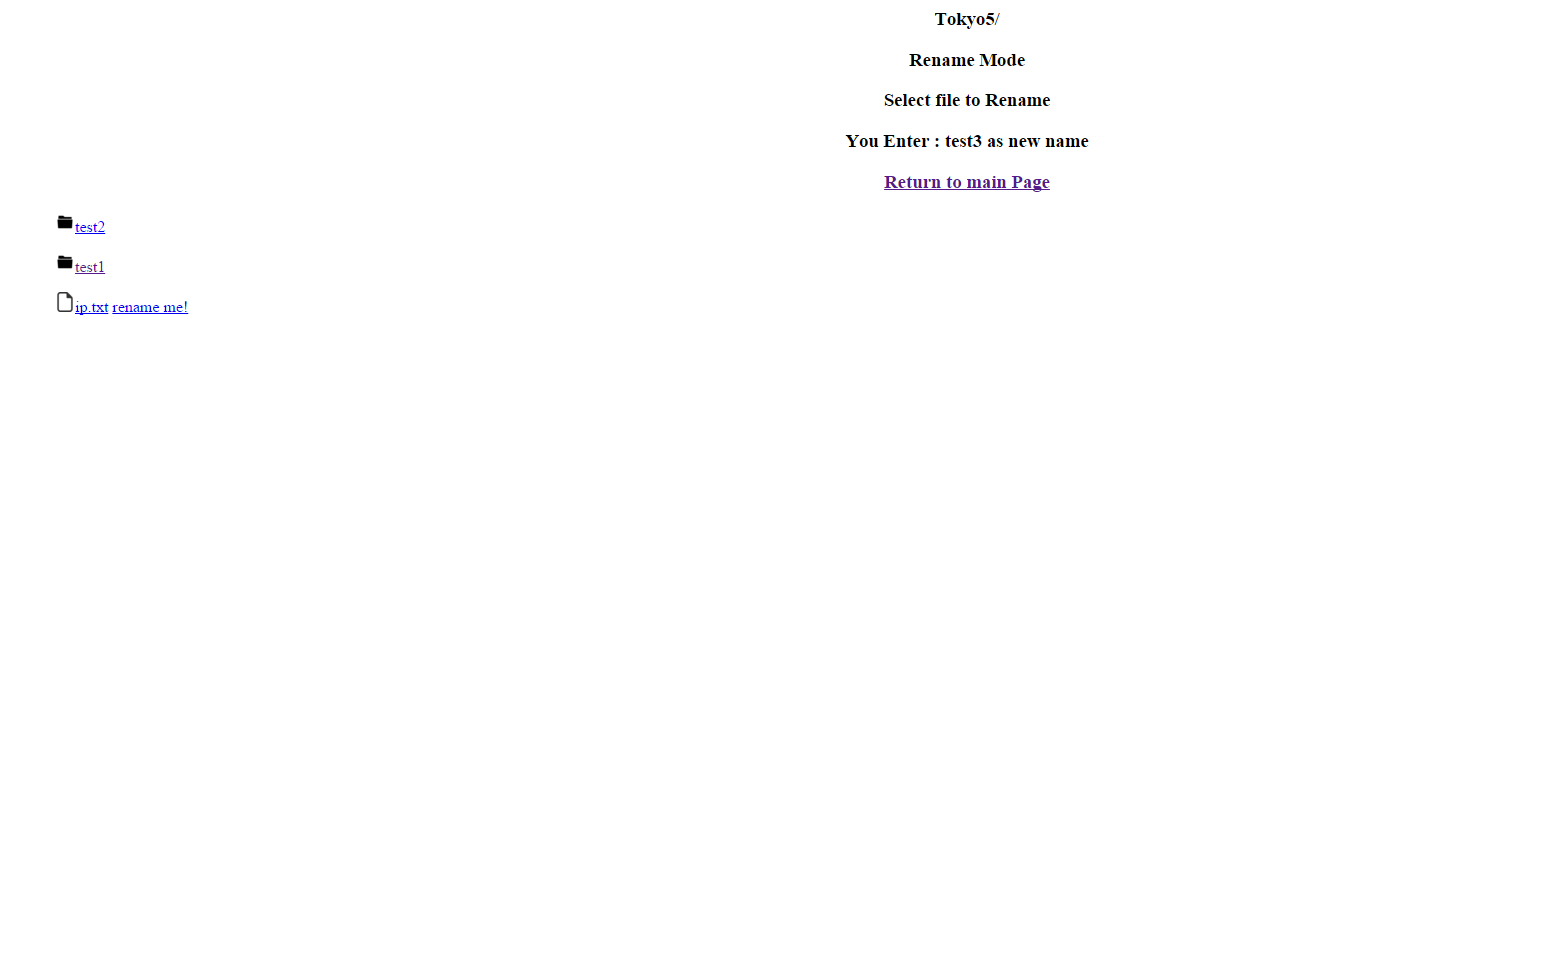 Tokyo5/
Rename Mode
Select file to Rename
You Enter : test3 as new name
Return to main Page
test2
test1
ip.txt rename me!